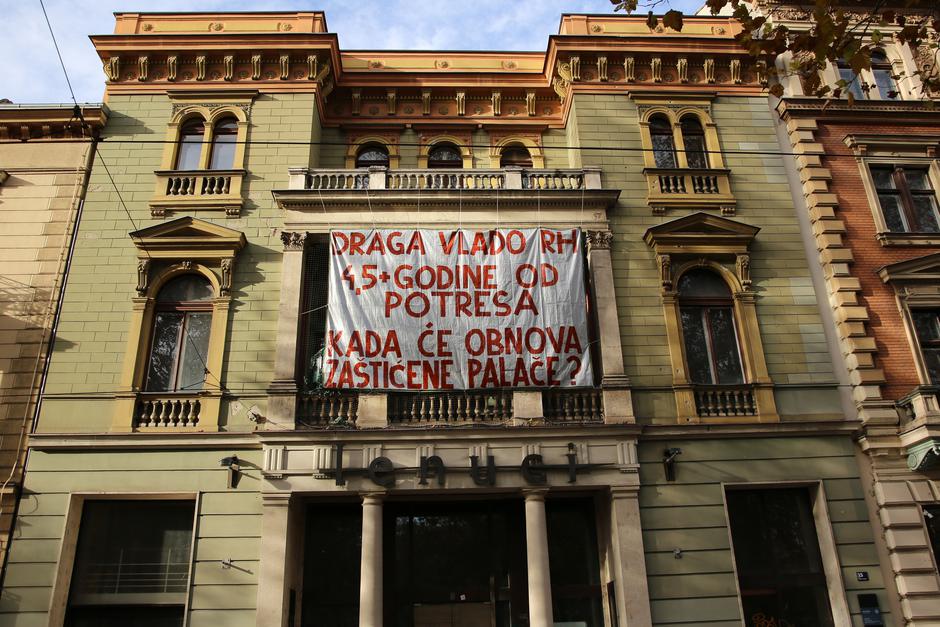 DRAGA VLADO RH
4,5+GODINE OD
POTRESA
KADA ĆE OBNOVA
ZAŠTIĆENE PALAČE?